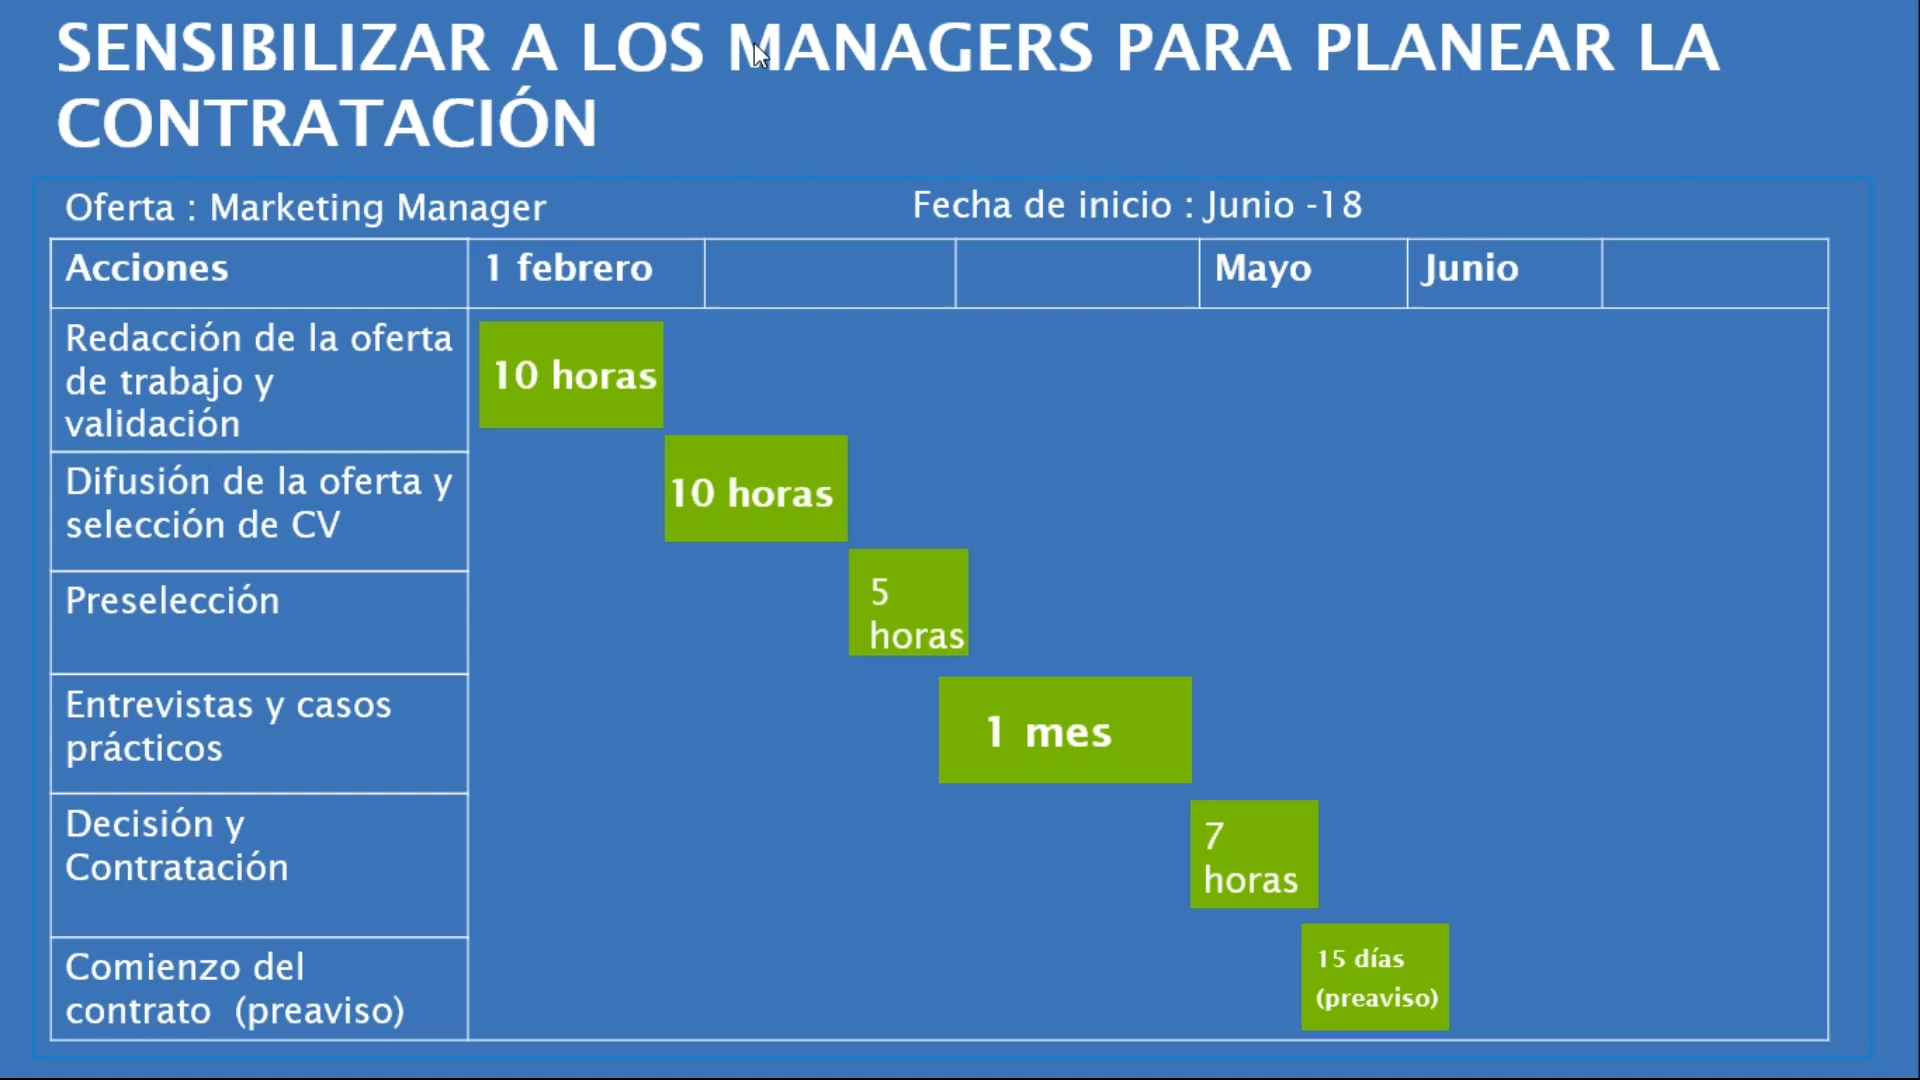 SENSIBILIZAR A LOS MANAGERS PARA PLANEAR LA
CONTRATACIÓN
Oferta : Marketing Manager
Fecha de inicio : Junio -18
Acciones
1 febrero
Mayo
Junio
Redacción de la oferta
de trabajo y
validación
10 horas
Difusión de la oferta y
selección de CV
10 horas
Preselección
5
horas
Entrevistas y casos
prácticos
1 mes
Decisión y
Contratación
7
horas
Comienzo del
contrato  (preaviso)
15 días
(preaviso)